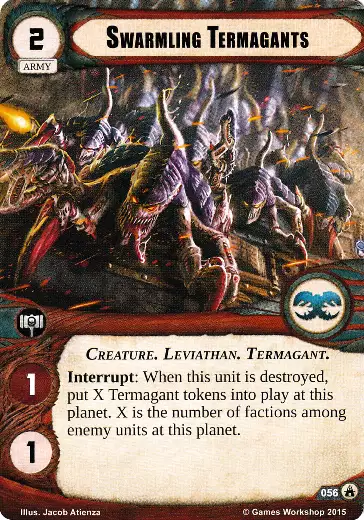 2
ARMY
SWARMLING TERMAGANTS
CREATURE. LEVIATHAN. TERMAGANT.
1
Interrupt: When this unit is destroyed,
put X Termagant tokens into play at this
planet. X is the number of factions among
enemy units at this planet.
1
056
Illus. Jacob Atienza
© Games Workshop 2015